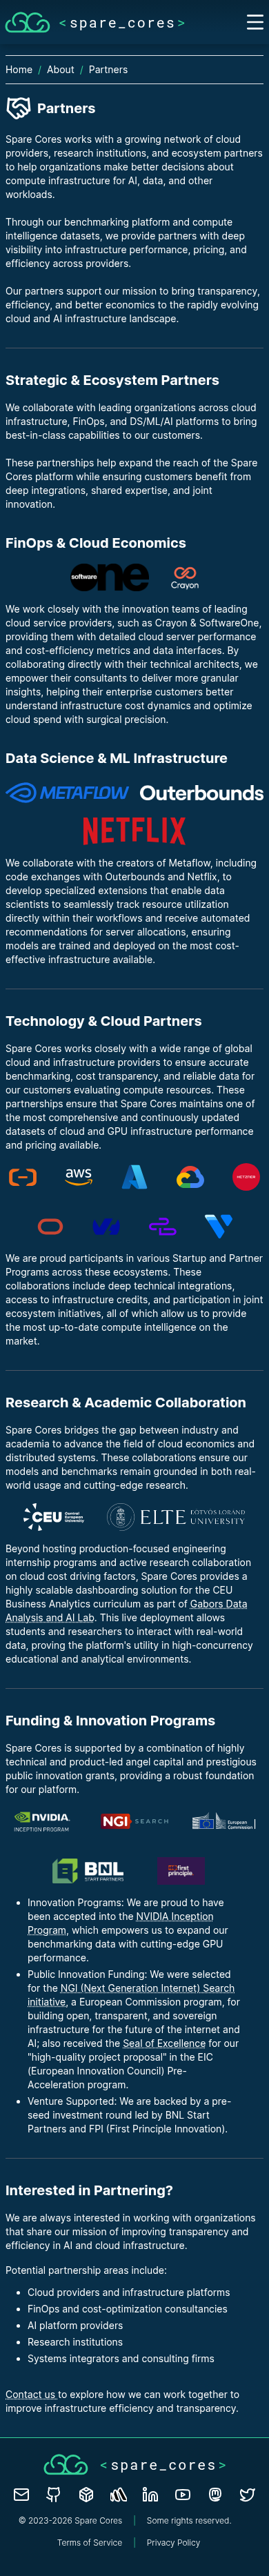 <spare_cores>
Home / About / Partners
Partners
Spare Cores works with a growing network of cloud
providers, research institutions, and ecosystem partners
to help organizations make better decisions about
compute infrastructure for AI, data, and other
workloads.
Through our benchmarking platform and compute
intelligence datasets, we provide partners with deep
visibility into infrastructure performance, pricing, and
efficiency across providers.
Our partners support our mission to bring transparency,
efficiency, and better economics to the rapidly evolving
cloud and AI infrastructure landscape.
Strategic & Ecosystem Partners
We collaborate with leading organizations across cloud
infrastructure, FinOps, and DS/ML/AI platforms to bring
best-in-class capabilities to our customers.
These partnerships help expand the reach of the Spare
Cores platform while ensuring customers benefit from
deep integrations, shared expertise, and joint
innovation.
FinOps & Cloud Economics
software one Crayon
We work closely with the innovation teams of leading
cloud service providers, such as Crayon & SoftwareOne,
providing them with detailed cloud server performance
and cost-efficiency metrics and data interfaces. By
collaborating directly with their technical architects, we
empower their consultants to deliver more granular
insights, helping their enterprise customers better
understand infrastructure cost dynamics and optimize
cloud spend with surgical precision.
Data Science & ML Infrastructure
METAFLOW Outerbounds
NETFLIX
We collaborate with the creators of Metaflow, including
code exchanges with Outerbounds and Netflix, to
develop specialized extensions that enable data
scientists to seamlessly track resource utilization
directly within their workflows and receive automated
recommendations for server allocations, ensuring
models are trained and deployed on the most cost-
effective infrastructure available.
Technology & Cloud Partners
Spare Cores works closely with a wide range of global
cloud and infrastructure providers to ensure accurate
benchmarking, cost transparency, and reliable data for
our customers evaluating compute resources. These
partnerships ensure that Spare Cores maintains one of
the most comprehensive and continuously updated
datasets of cloud and GPU infrastructure performance
and pricing available.
aws HETZNER
We are proud participants in various Startup and Partner
Programs across these ecosystems. These
collaborations include deep technical integrations,
access to infrastructure credits, and participation in joint
ecosystem initiatives, all of which allow us to provide
the most up-to-date compute intelligence on the
market.
Research & Academic Collaboration
Spare Cores bridges the gap between industry and
academia to advance the field of cloud economics and
distributed systems. These collaborations ensure our
models and benchmarks remain grounded in both real-
world usage and cutting-edge research.
CEU Central European University ELTE EÖTVÖS LORÁND UNIVERSITY
Beyond hosting production-focused engineering
internship programs and active research collaboration
on cloud cost driving factors, Spare Cores provides a
highly scalable dashboarding solution for the CEU
Business Analytics curriculum as part of Gabors Data
Analysis and AI Lab. This live deployment allows
students and researchers to interact with real-world
data, proving the platform's utility in high-concurrency
educational and analytical environments.
Funding & Innovation Programs
Spare Cores is supported by a combination of highly
technical and product-led angel capital and prestigious
public innovation grants, providing a robust foundation
for our platform.
NVIDIA INCEPTION PROGRAM NGI SEARCH European Commission
BNL START PARTNERS first principle
• Innovation Programs: We are proud to have
been accepted into the NVIDIA Inception
Program, which empowers us to expand our
benchmarking data with cutting-edge GPU
performance.
• Public Innovation Funding: We were selected
for the NGI (Next Generation Internet) Search
initiative, a European Commission program, for
building open, transparent, and sovereign
infrastructure for the future of the internet and
AI; also received the Seal of Excellence for our
"high-quality project proposal" in the EIC
(European Innovation Council) Pre-
Acceleration program.
• Venture Supported: We are backed by a pre-
seed investment round led by BNL Start
Partners and FPI (First Principle Innovation).
Interested in Partnering?
We are always interested in working with organizations
that share our mission of improving transparency and
efficiency in AI and cloud infrastructure.
Potential partnership areas include:
• Cloud providers and infrastructure platforms
• FinOps and cost-optimization consultancies
• AI platform providers
• Research institutions
• Systems integrators and consulting firms
Contact us to explore how we can work together to
improve infrastructure efficiency and transparency.
<spare_cores>
© 2023-2026 Spare Cores | Some rights reserved.
Terms of Service | Privacy Policy